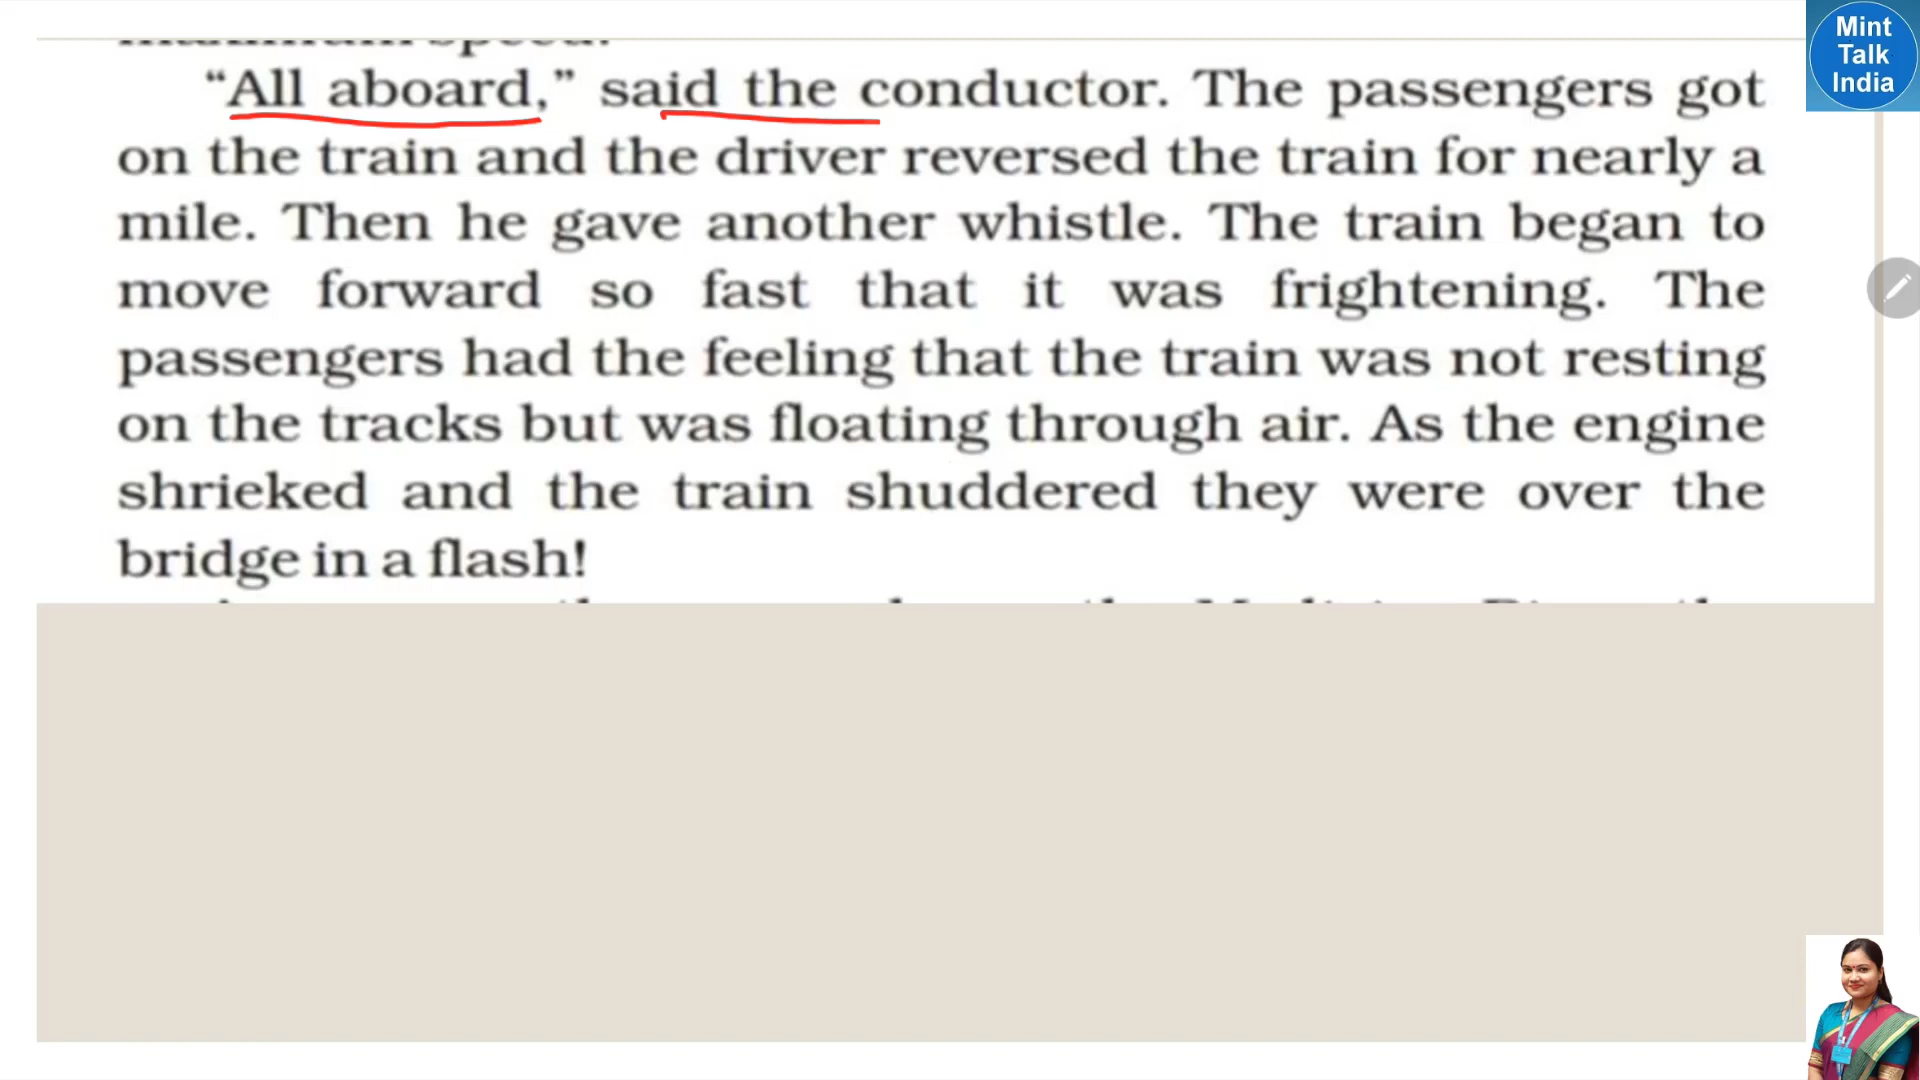 “All aboard,” said the conductor. The passengers got
on the train and the driver reversed the train for nearly a
mile. Then he gave another whistle. The train began to
move forward so fast that it was frightening. The
passengers had the feeling that the train was not resting
on the tracks but was floating through air. As the engine
shrieked and the train shuddered they were over the
bridge in a flash!
Mint
Talk
India